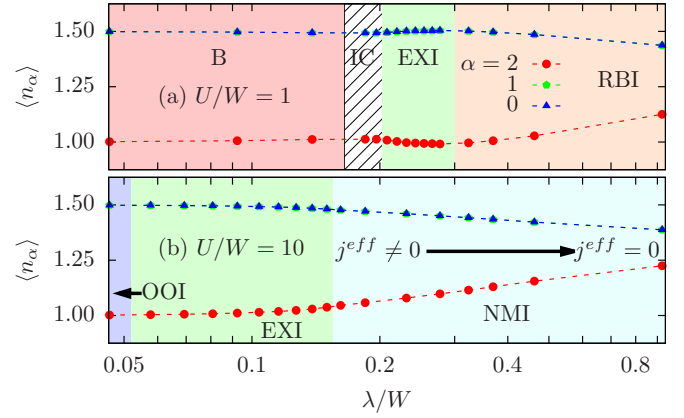 1.50
B IC EXI α = 2
⟨n_α⟩ 1.25 1
(a) U/W = 1 0 RBI
1.00
1.50
(b) U/W = 10 j^{eff} ≠ 0 j^{eff} = 0
⟨n_α⟩ 1.25
OOI
1.00 EXI NMI
0.05 0.1 0.2 0.4 0.8
λ/W